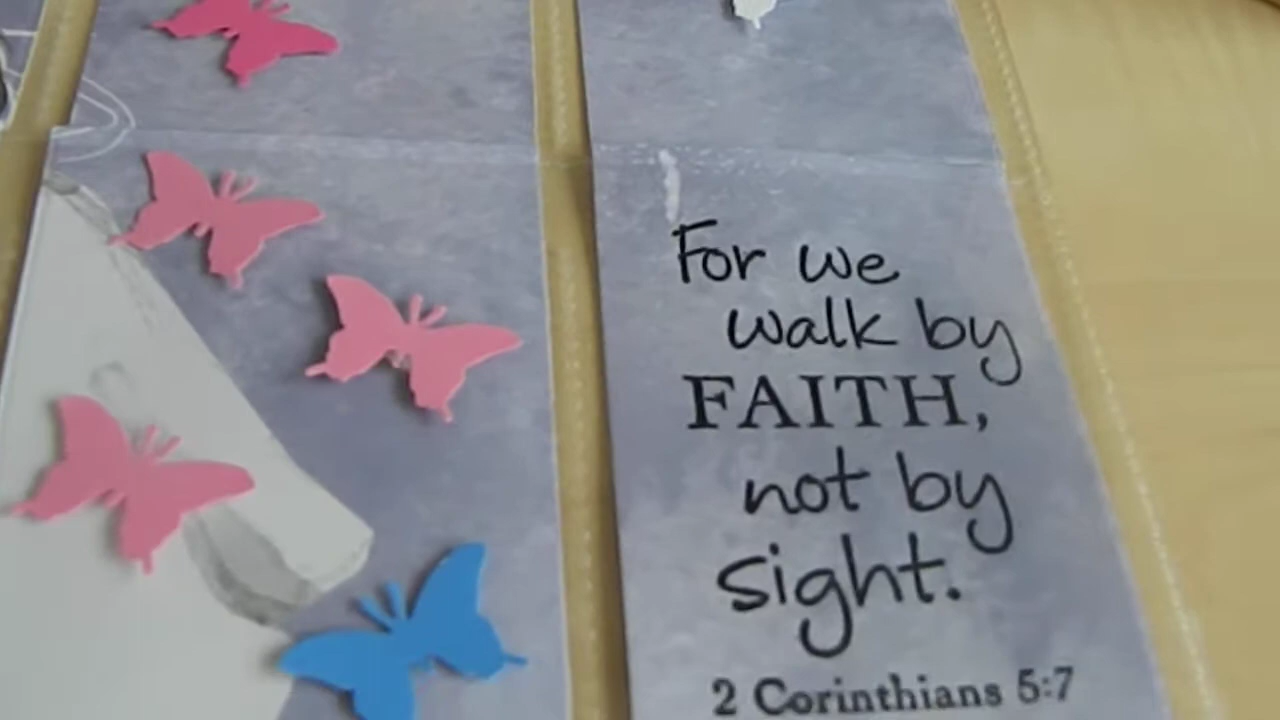 For we
walk by
FAITH,
not by
sight.
2 Corinthians 5:7